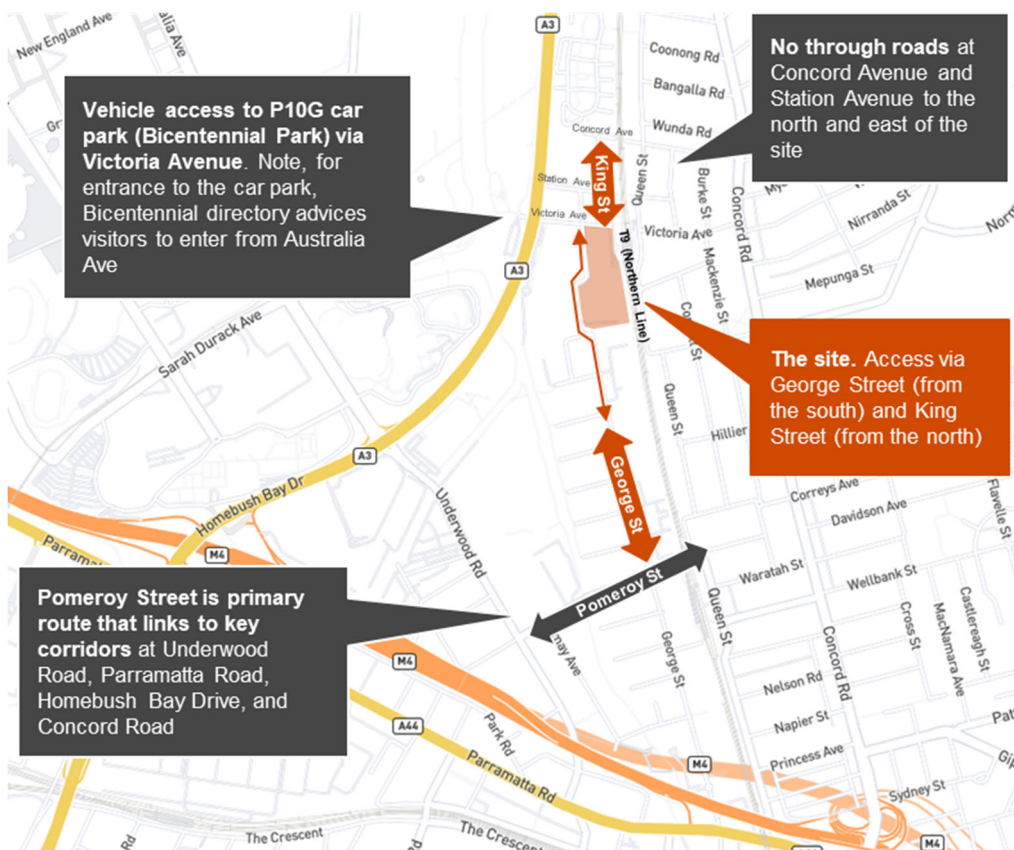 New England Ave
alia Ave
A3
Coonong Rd
Bangalla Rd
Wunda Rd
No through roads at
Concord Avenue and
Station Avenue to the
north and east of the
site
Vehicle access to P10G car
park (Bicentennial Park) via
Victoria Avenue. Note, for
entrance to the car park,
Bicentennial directory advices
visitors to enter from Australia
Ave
Concord Ave
King St
Station Ave
Victoria Ave
Queen St
Burke St
Concord Rd
Nirranda St
Victoria Ave
Mackenzie St
Mepunga St
T9 (Northern Line)
A3
Sarah Durack Ave
The site. Access via
George Street (from
the south) and King
Street (from the north)
Queen St
Hillier
A3
George St
Homebush Bay Dr
Underwood Rd
Correys Ave
Davidson Ave
Flavelle St
M4
Parramatta
Pomeroy St
Waratah St
Wellbank St
Queen St
Cross St
MacNamara Ave
Castlereagh St
Concord Rd
Pomeroy Street is primary
route that links to key
corridors at Underwood
Road, Parramatta Road,
Homebush Bay Drive, and
Concord Road
George St
M4
Nelson Rd
Napier St
Princess Ave
A44
Park Rd
Parramatta Rd
M4
Sydney St
M4
The Crescent
The Crescent